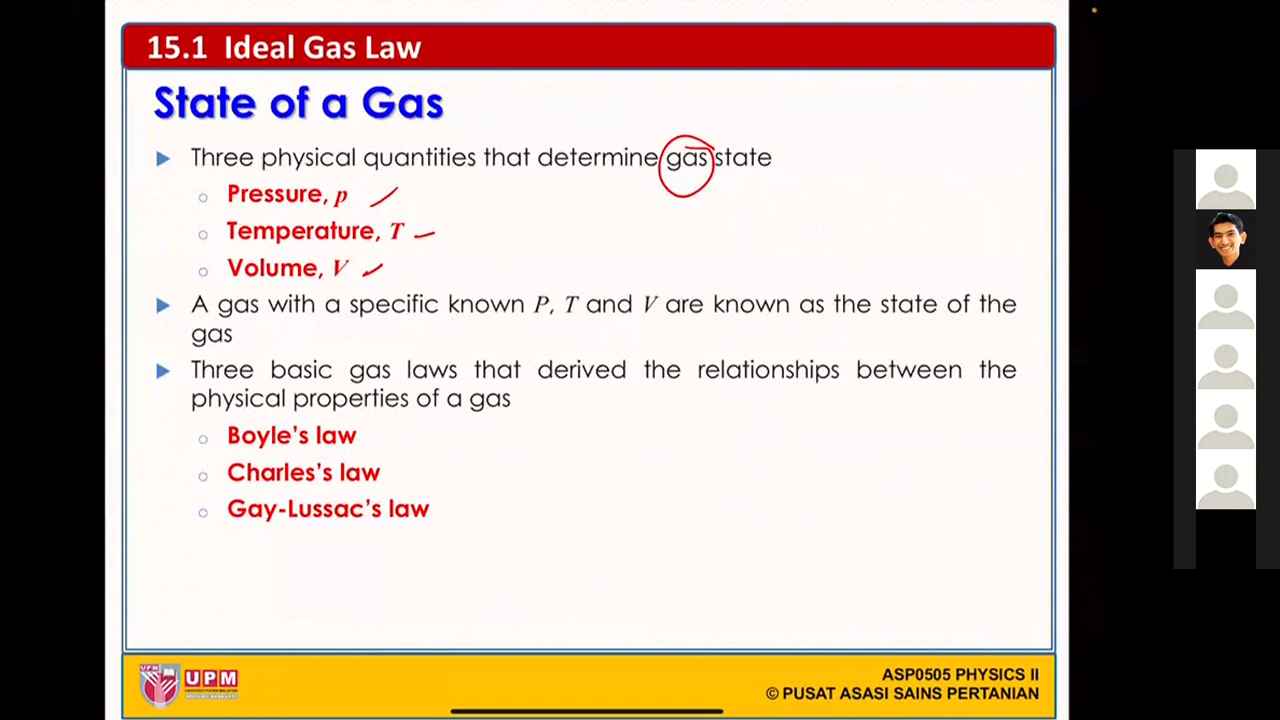 15.1 Ideal Gas Law
State of a Gas
Three physical quantities that determine gas state
Pressure, p
Temperature, T
Volume, V
A gas with a specific known P, T and V are known as the state of the
gas
Three basic gas laws that derived the relationships between the
physical properties of a gas
Boyle's law
Charles's law
Gay-Lussac's law
UPM
UPM
ASP0505 PHYSICS II
© PUSAT ASASI SAINS PERTANIAN